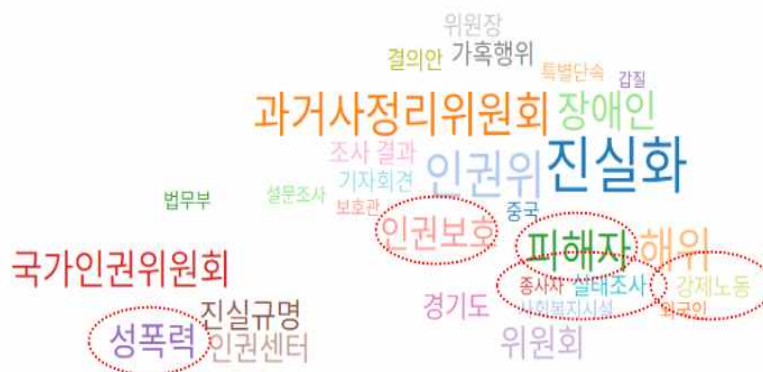 위원장
결의안 가혹행위
특별단속 갑질
과거사정리위원회 장애인
조사 결과 인권위 진실화
기자회견
법무부 설문조사 보호관 중국
인권보호 피해자 해위
국가인권위원회 종사자 실태조사 강제노동
경기도 사회복지시설 외국인
진실규명
성폭력 인권센터 위원회